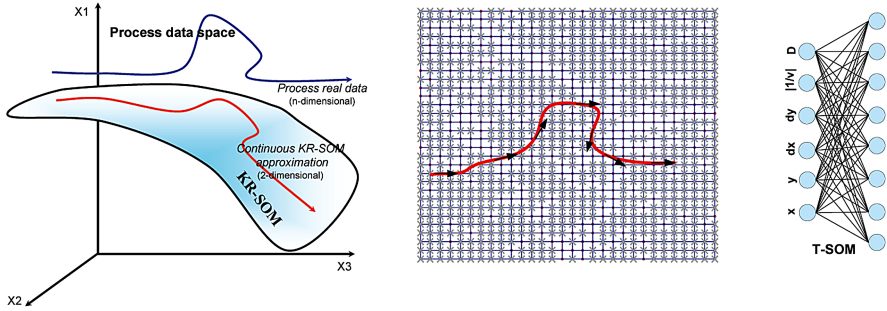 X1
Process data space
Process real data
(n-dimensional)
Continuous KR-SOM
approximation
(2-dimensional)
KR-SOM
X3
X2
D
|1/v|
dy
dx
y
x
T-SOM